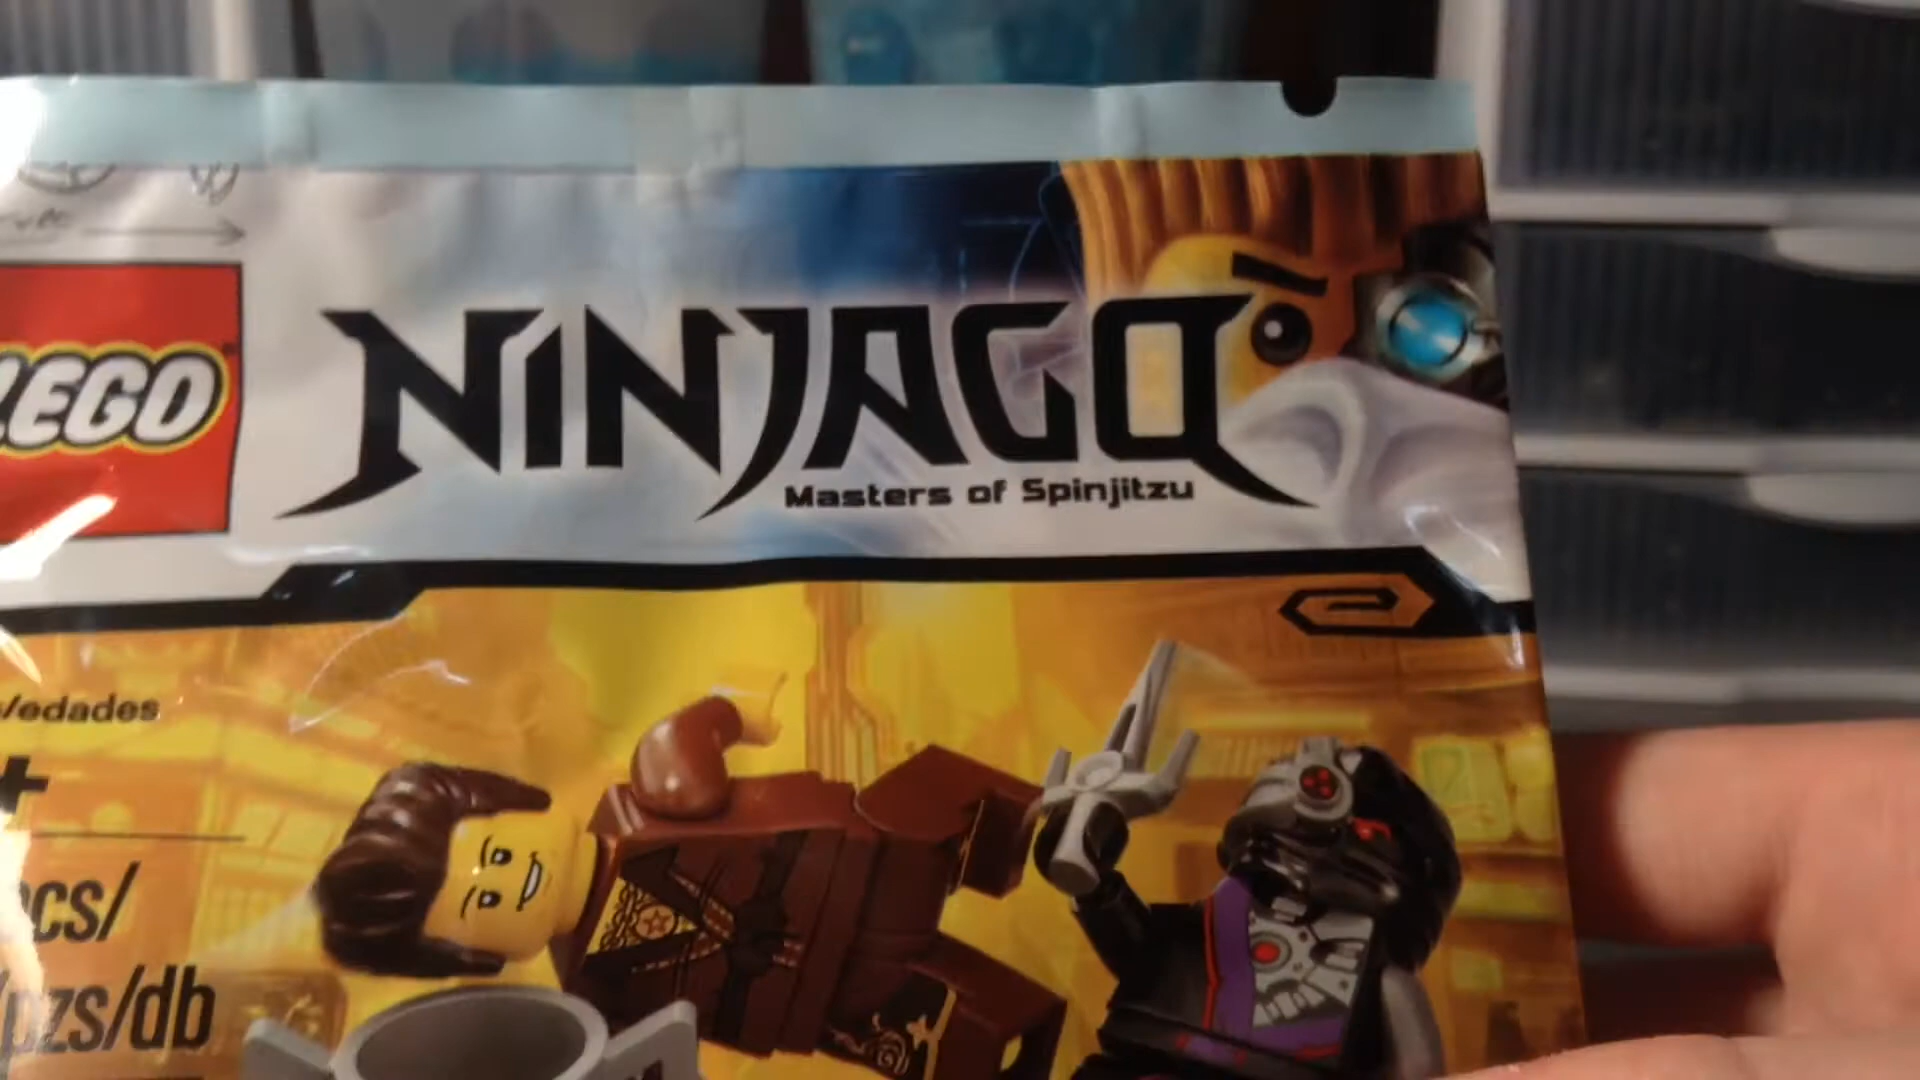 LEGO
NINJAGO
Masters of Spinjitzu
/edades
+
pcs/
/pzs/db